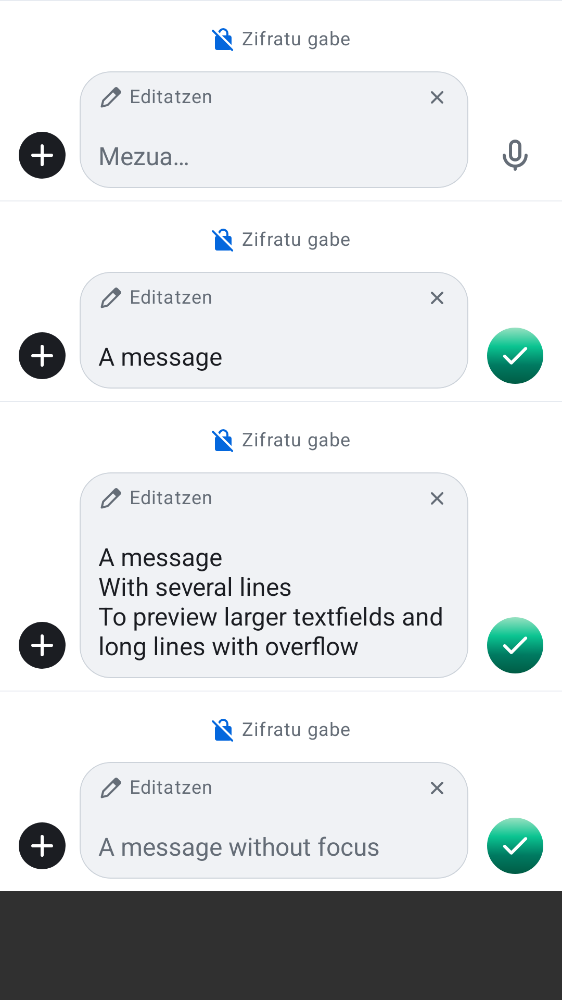 Zifratu gabe
Editatzen
Mezua…
Zifratu gabe
Editatzen
A message
Zifratu gabe
Editatzen
A message
With several lines
To preview larger textfields and
long lines with overflow
Zifratu gabe
Editatzen
A message without focus